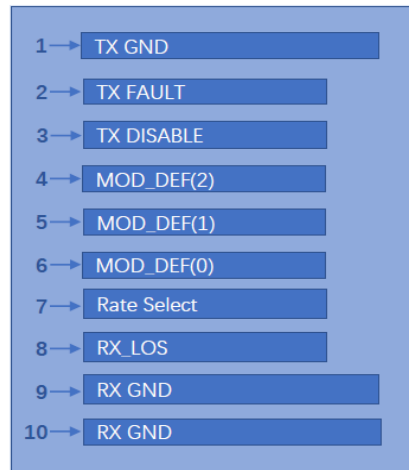 1 TX GND
2 TX FAULT
3 TX DISABLE
4 MOD_DEF(2)
5 MOD_DEF(1)
6 MOD_DEF(0)
7 Rate Select
8 RX_LOS
9 RX GND
10 RX GND